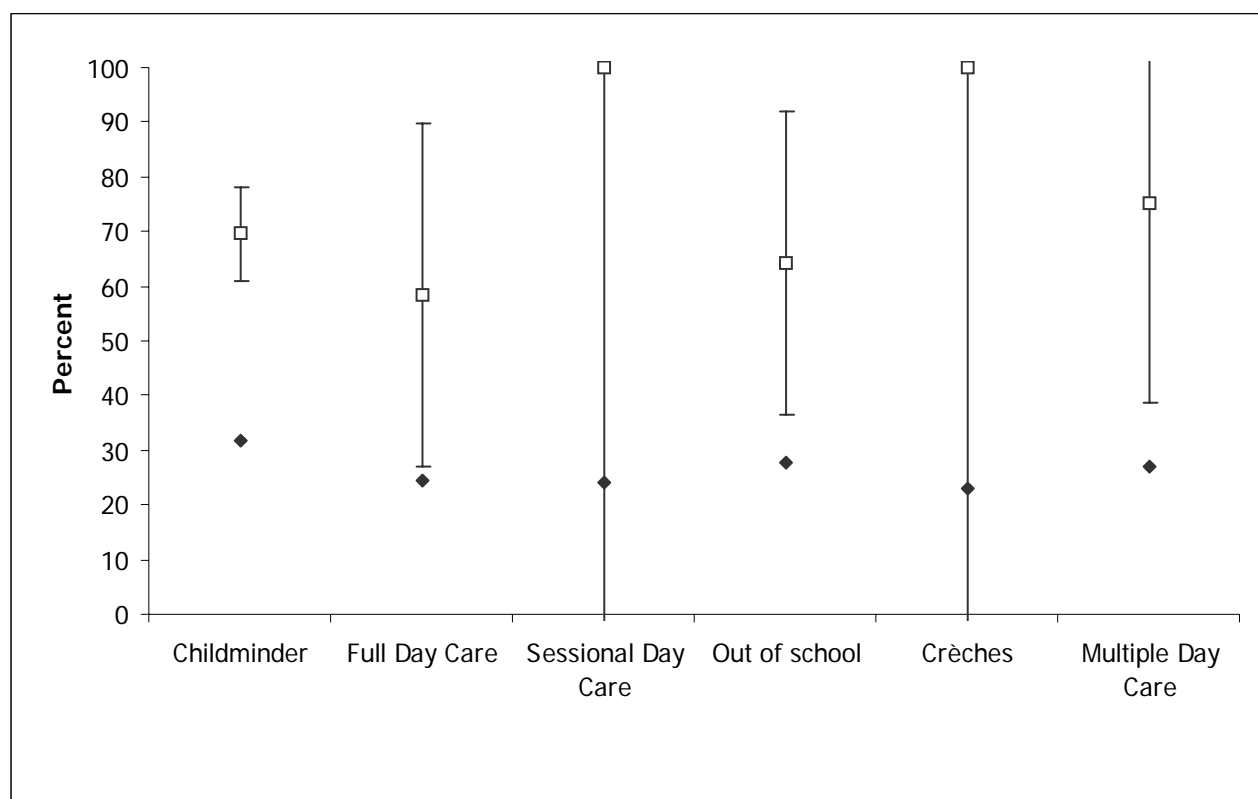 100
90
80
70
60
50
40
30
20
10
0
Percent
Childminder
Full Day Care
Sessional Day
Care
Out of school
Crèches
Multiple Day
Care